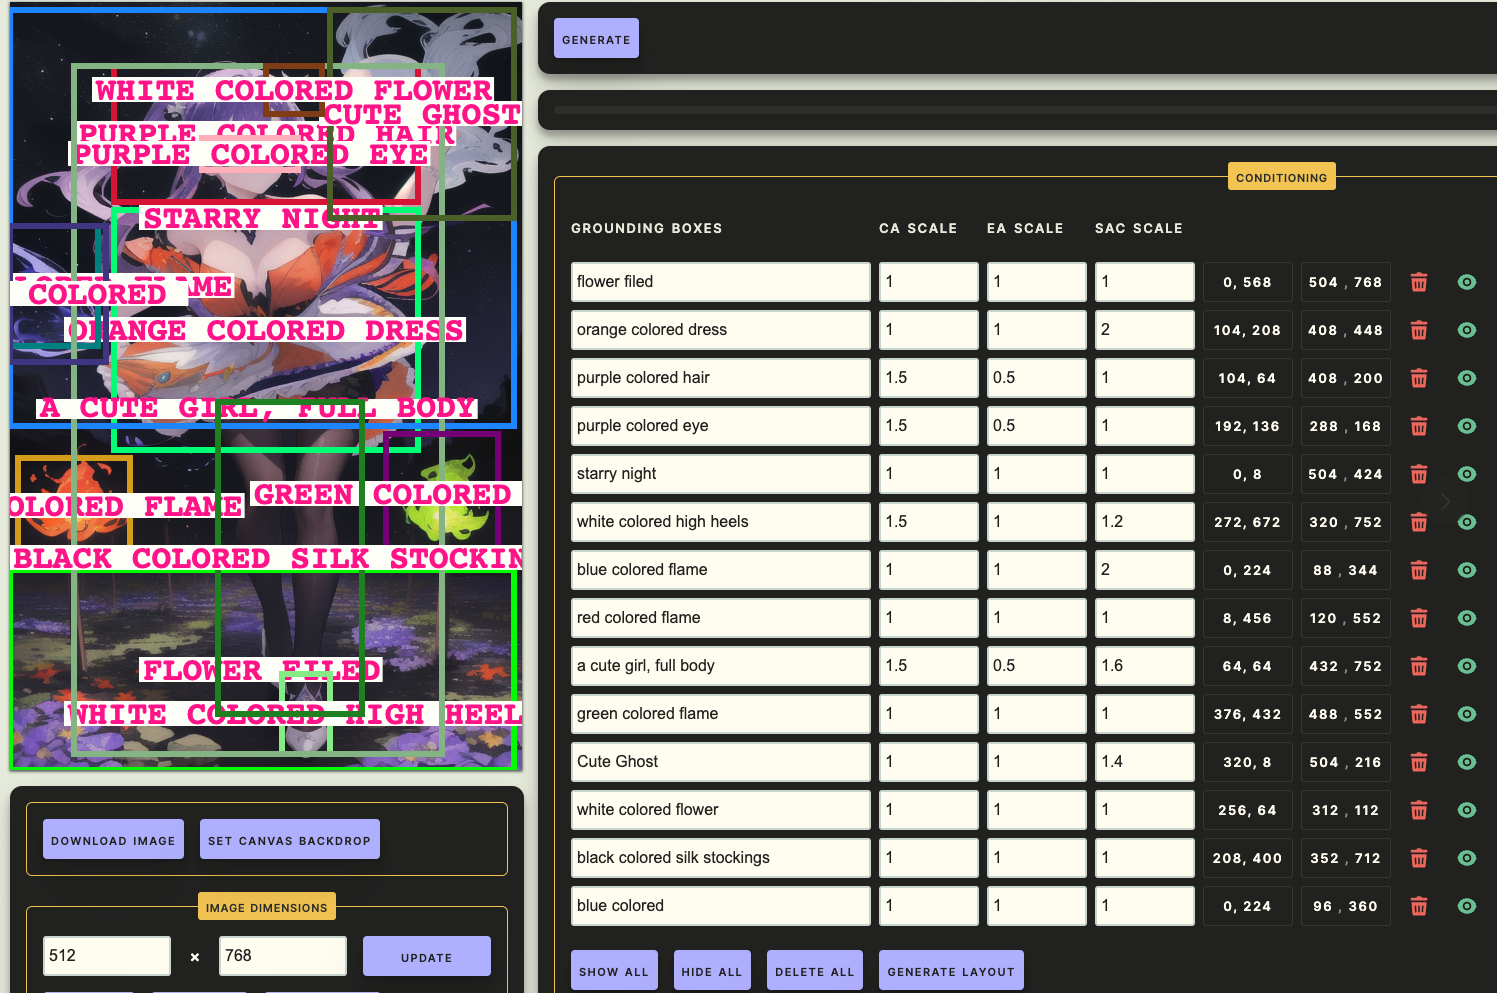 WHITE COLORED FLOWER
CUTE GHOST
PURPLE COLORED HAIR
PURPLE COLORED EYE
STARRY NIGHT
COLORED
ORANGE COLORED DRESS
A CUTE GIRL, FULL BODY
COLORED FLAME
GREEN COLORED
BLACK COLORED SILK STOCKIN
FLOWER FILED
WHITE COLORED HIGH HEEL
DOWNLOAD IMAGE
SET CANVAS BACKDROP
IMAGE DIMENSIONS
512 × 768 UPDATE
GENERATE
CONDITIONING
GROUNDING BOXES CA SCALE EA SCALE SAC SCALE
flower filed 1 1 1 0, 568 504 , 768
orange colored dress 1 1 2 104, 208 408 , 448
purple colored hair 1.5 0.5 1 104, 64 408 , 200
purple colored eye 1.5 0.5 1 192, 136 288 , 168
starry night 1 1 1 0, 8 504 , 424
white colored high heels 1.5 1 1.2 272, 672 320 , 752
blue colored flame 1 1 2 0, 224 88 , 344
red colored flame 1 1 1 8, 456 120 , 552
a cute girl, full body 1.5 0.5 1.6 64, 64 432 , 752
green colored flame 1 1 1 376, 432 488 , 552
Cute Ghost 1 1 1.4 320, 8 504 , 216
white colored flower 1 1 1 256, 64 312 , 112
black colored silk stockings 1 1 1 208, 400 352 , 712
blue colored 1 1 1 0, 224 96 , 360
SHOW ALL HIDE ALL DELETE ALL GENERATE LAYOUT